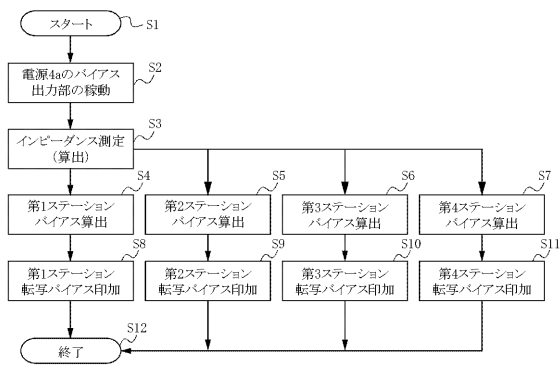 スタート
S1
電源4aのバイアス
出力部の稼動
S2
インピーダンス測定
(算出)
S3
第1ステーション
バイアス算出
S4
第2ステーション
バイアス算出
S5
第3ステーション
バイアス算出
S6
第4ステーション
バイアス算出
S7
第1ステーション
転写バイアス印加
S8
第2ステーション
転写バイアス印加
S9
第3ステーション
転写バイアス印加
S10
第4ステーション
転写バイアス印加
S11
終了
S12